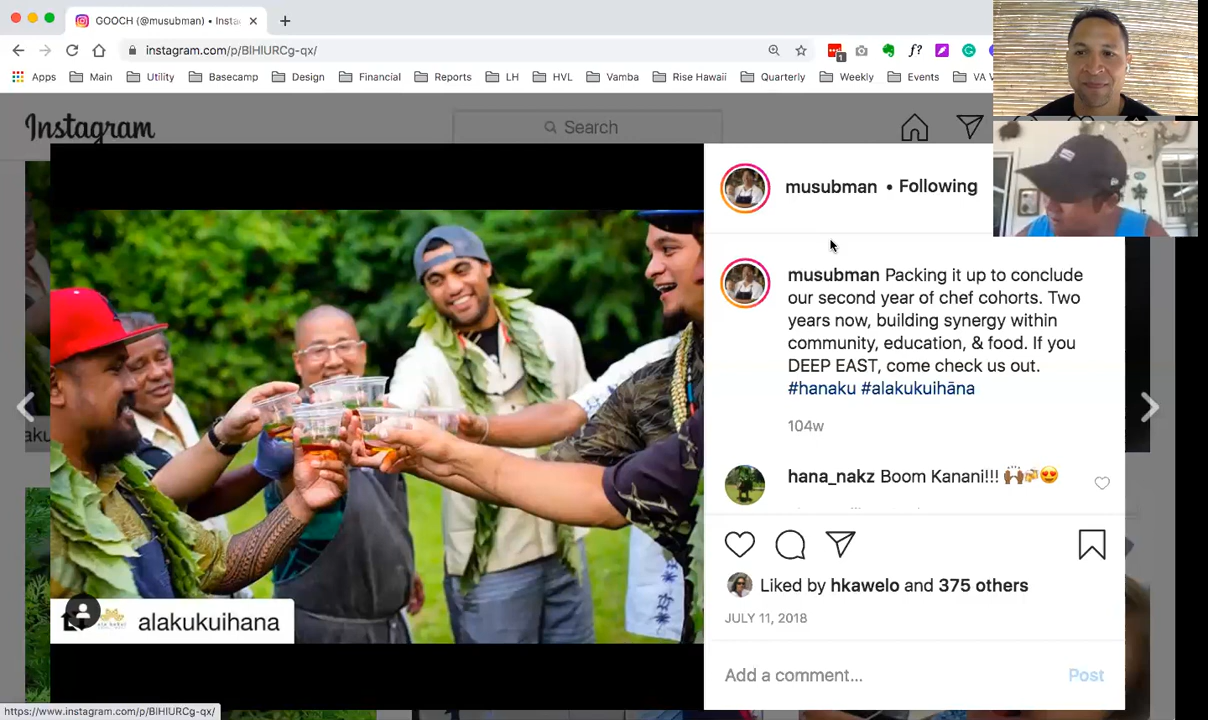 GOOCH (@musubman) • Insta
instagram.com/p/BlHIURCg-qx/
Apps Main Utility Basecamp Design Financial Reports LH HVL Vamba Rise Hawaii Quarterly Weekly Events VA V
Instagram
Search
musubman • Following
musubman Packing it up to conclude
our second year of chef cohorts. Two
years now, building synergy within
community, education, & food. If you
DEEP EAST, come check us out.
#hanaku #alakukuihāna
104w
hana_nakz Boom Kanani!!! 🙌🏽🍻😍
Liked by hkawelo and 375 others
JULY 11, 2018
Add a comment...
Post
alakukuihana
https://www.instagram.com/p/BlHIURCg-qx/